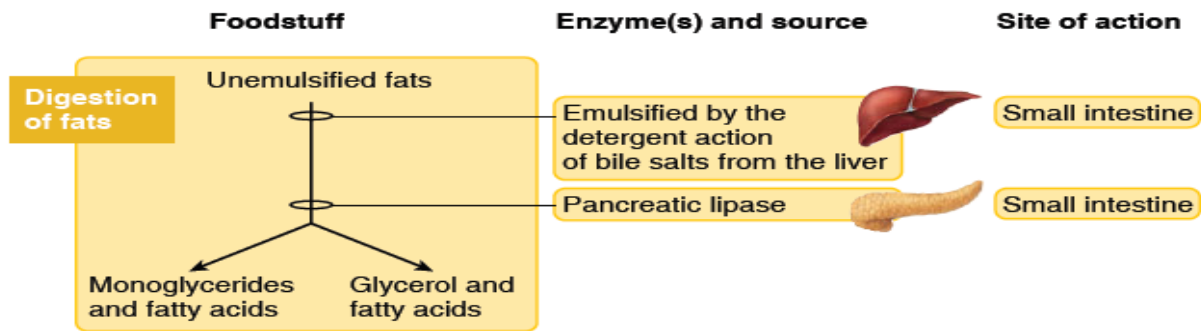 Foodstuff
Enzyme(s) and source
Site of action
Digestion
of fats
Unemulsified fats
Emulsified by the
detergent action
of bile salts from the liver
Small intestine
Pancreatic lipase
Small intestine
Monoglycerides
and fatty acids
Glycerol and
fatty acids